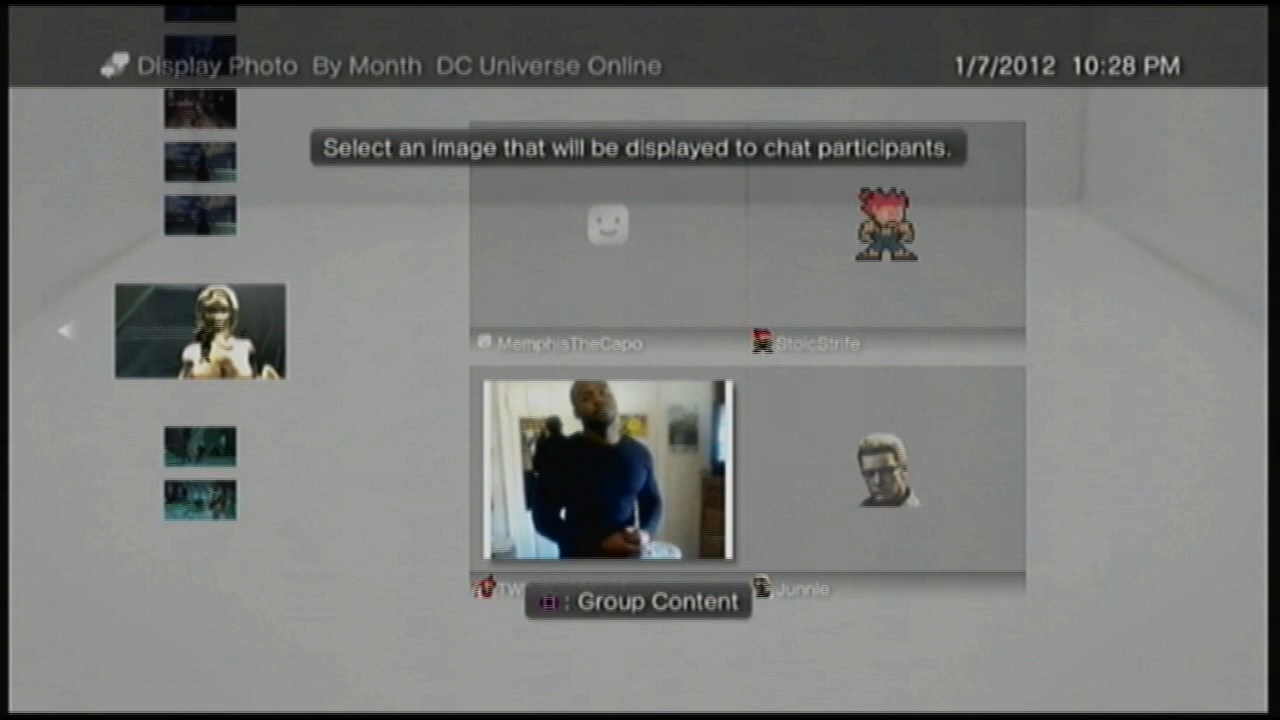 Display Photo By Month DC Universe Online
1/7/2012 10:28 PM
Select an image that will be displayed to chat participants.
MemphisTheCapo
StoicStrife
Junnie
: Group Content